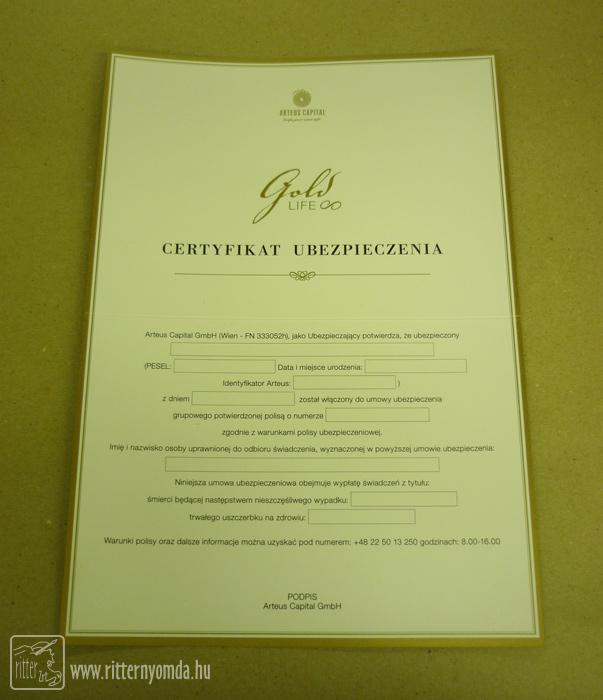 ARTEUS CAPITAL
Gold
LIFE
CERTYFIKAT UBEZPIECZENIA
Arteus Capital GmbH (Wien - FN 333052h), jako Ubezpieczający potwierdza, że ubezpieczony
(PESEL: Data i miejsce urodzenia:
Identyfikator Arteus: )
z dniem został włączony do umowy ubezpieczenia
grupowego potwierdzonej polisą o numerze
zgodnie z warunkami polisy ubezpieczeniowej.
Imię i nazwisko osoby uprawnionej do odbioru świadczenia, wyznaczonej w powyższej umowie ubezpieczenia:
Niniejsza umowa ubezpieczeniowa obejmuje wypłatę świadczeń z tytułu:
śmierci będącej następstwem nieszczęśliwego wypadku:
trwałego uszczerbku na zdrowiu:
Warunki polisy oraz dalsze informacje można uzyskać pod numerem: +48 22 50 13 250 godzinach: 8.00-16.00
PODPIS
Arteus Capital GmbH
ritter Zrt
www.ritternyomda.hu